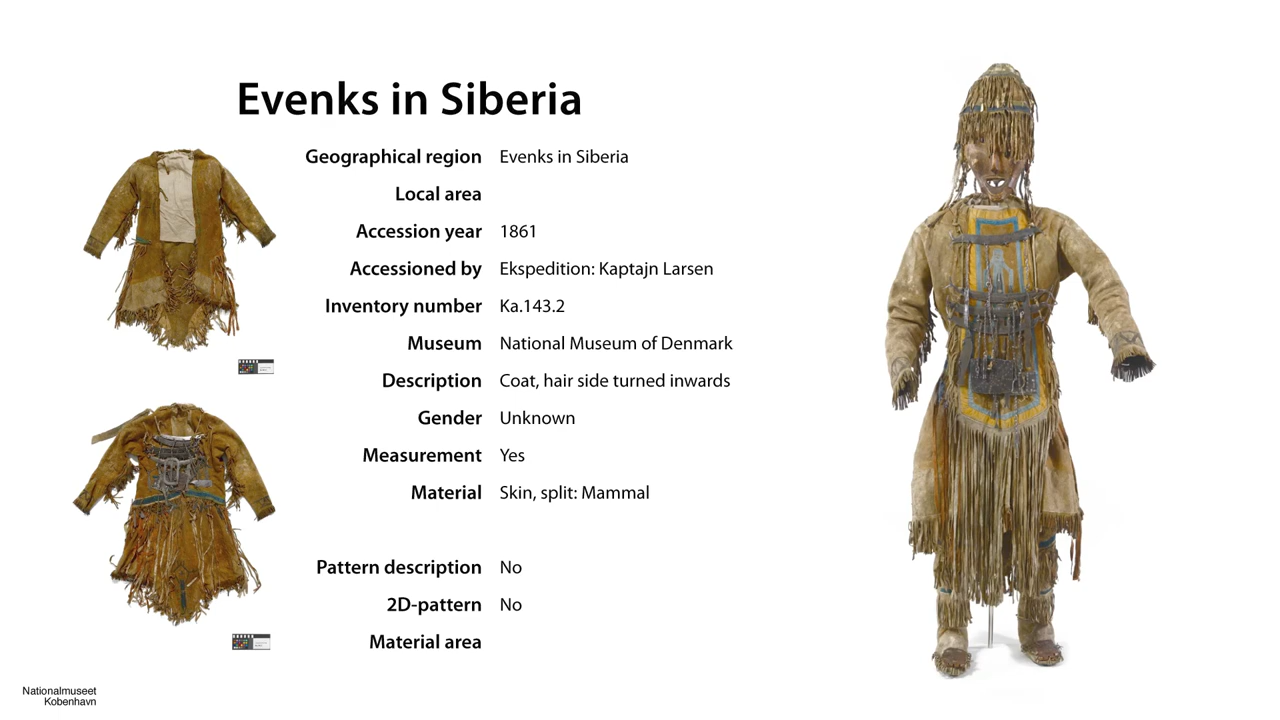 Evenks in Siberia
Geographical region Evenks in Siberia
Local area
Accession year 1861
Accessioned by Ekspedition: Kaptajn Larsen
Inventory number Ka.143.2
Museum National Museum of Denmark
Description Coat, hair side turned inwards
Gender Unknown
Measurement Yes
Material Skin, split: Mammal
Pattern description No
2D-pattern No
Material area
Nationalmuseet
Kobenhavn